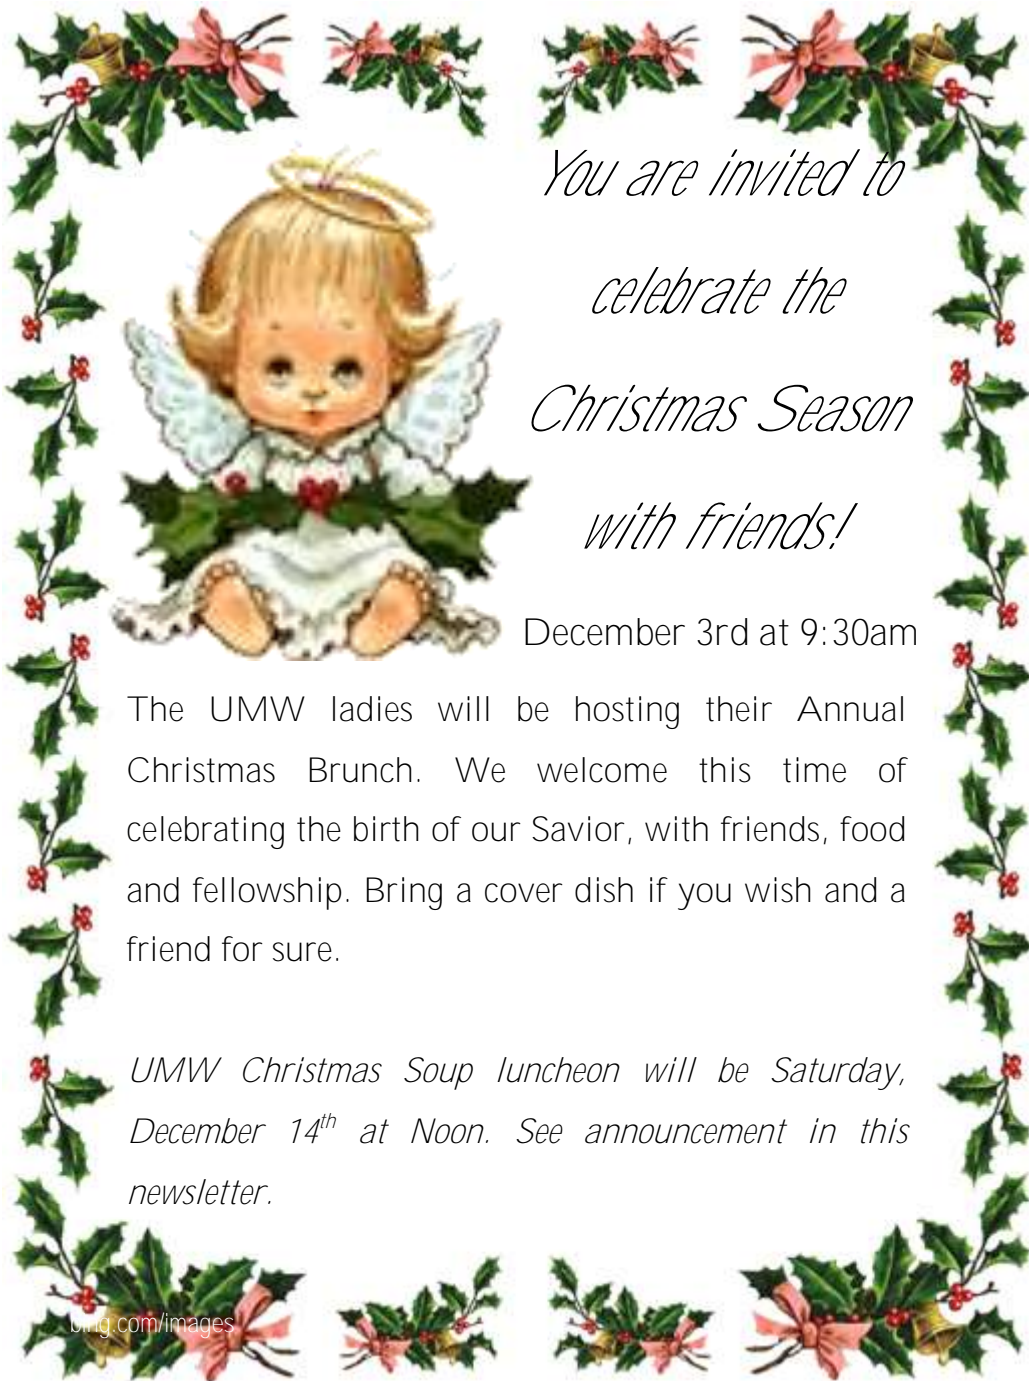 You are invited to
celebrate the
Christmas Season
with friends!
December 3rd at 9:30am
The UMW ladies will be hosting their Annual
Christmas Brunch. We welcome this time of
celebrating the birth of our Savior, with friends, food
and fellowship. Bring a cover dish if you wish and a
friend for sure.
UMW Christmas Soup luncheon will be Saturday,
December 14th at Noon. See announcement in this
newsletter.
bing.com/images